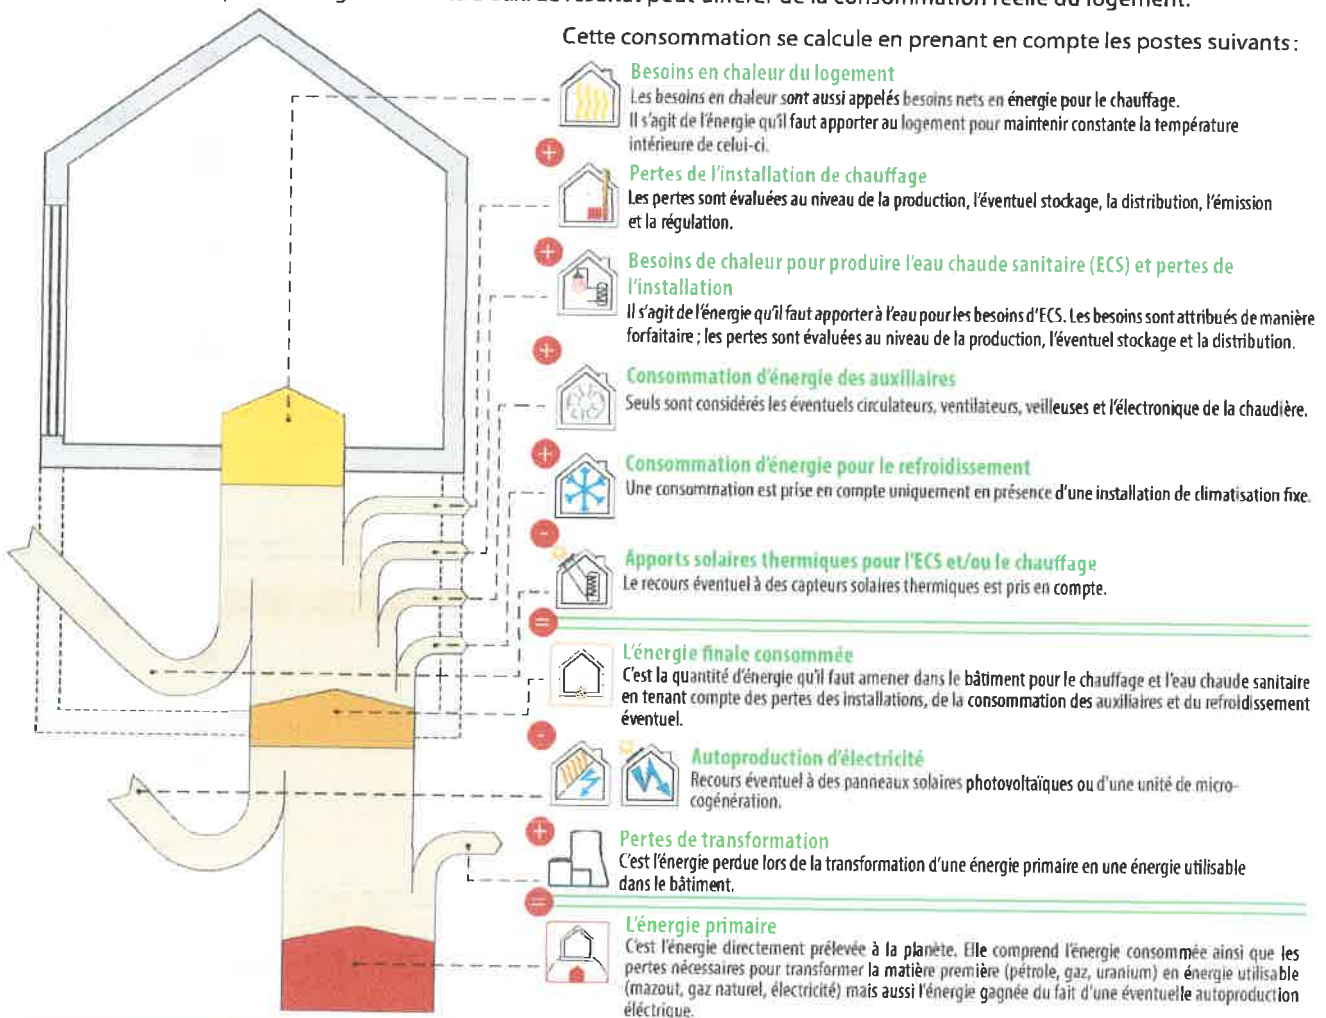 résultat peut différer de la consommation réelle du logement.
Cette consommation se calcule en prenant en compte les postes suivants :
Besoins en chaleur du logement
Les besoins en chaleur sont aussi appelés besoins nets en énergie pour le chauffage.
Il s'agit de l'énergie qu'il faut apporter au logement pour maintenir constante la température
intérieure de celui-ci.
+
Pertes de l'installation de chauffage
Les pertes sont évaluées au niveau de la production, l'éventuel stockage, la distribution, l'émission
et la régulation.
+
Besoins de chaleur pour produire l'eau chaude sanitaire (ECS) et pertes de
l'installation
Il s'agit de l'énergie qu'il faut apporter à l'eau pour les besoins d'ECS. Les besoins sont attribués de manière
forfaitaire ; les pertes sont évaluées au niveau de la production, l'éventuel stockage et la distribution.
+
Consommation d'énergie des auxiliaires
Seuls sont considérés les éventuels circulateurs, ventilateurs, veilleuses et l'électronique de la chaudière.
+
Consommation d'énergie pour le refroidissement
Une consommation est prise en compte uniquement en présence d'une installation de climatisation fixe.
-
Apports solaires thermiques pour l'ECS et/ou le chauffage
Le recours éventuel à des capteurs solaires thermiques est pris en compte.
=
L'énergie finale consommée
C'est la quantité d'énergie qu'il faut amener dans le bâtiment pour le chauffage et l'eau chaude sanitaire
en tenant compte des pertes des installations, de la consommation des auxiliaires et du refroidissement
éventuel.
-
Autoproduction d'électricité
Recours éventuel à des panneaux solaires photovoltaïques ou d'une unité de micro-
cogénération.
+
Pertes de transformation
C'est l'énergie perdue lors de la transformation d'une énergie primaire en une énergie utilisable
dans le bâtiment.
=
L'énergie primaire
C'est l'énergie directement prélevée à la planète. Elle comprend l'énergie consommée ainsi que les
pertes nécessaires pour transformer la matière première (pétrole, gaz, uranium) en énergie utilisable
(mazout, gaz naturel, électricité) mais aussi l'énergie gagnée du fait d'une éventuelle autoproduction
éléctrique.